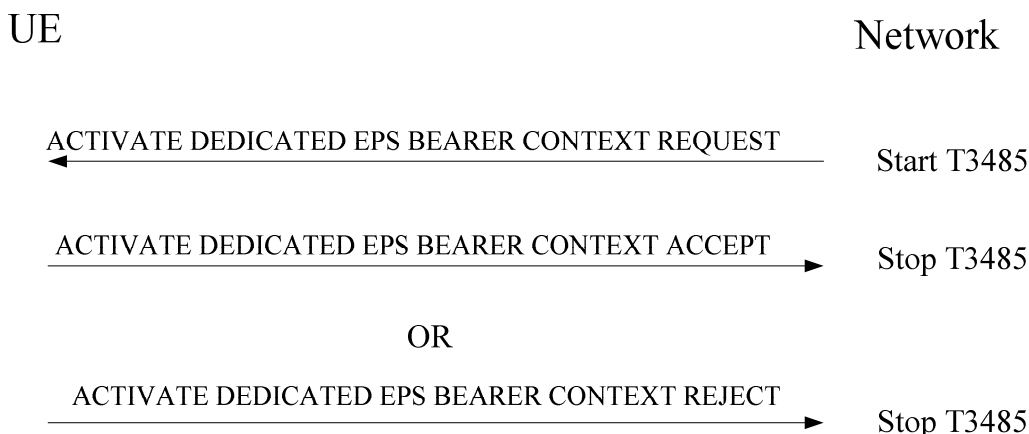 UE
Network
ACTIVATE DEDICATED EPS BEARER CONTEXT REQUEST
Start T3485
ACTIVATE DEDICATED EPS BEARER CONTEXT ACCEPT
Stop T3485
OR
ACTIVATE DEDICATED EPS BEARER CONTEXT REJECT
Stop T3485